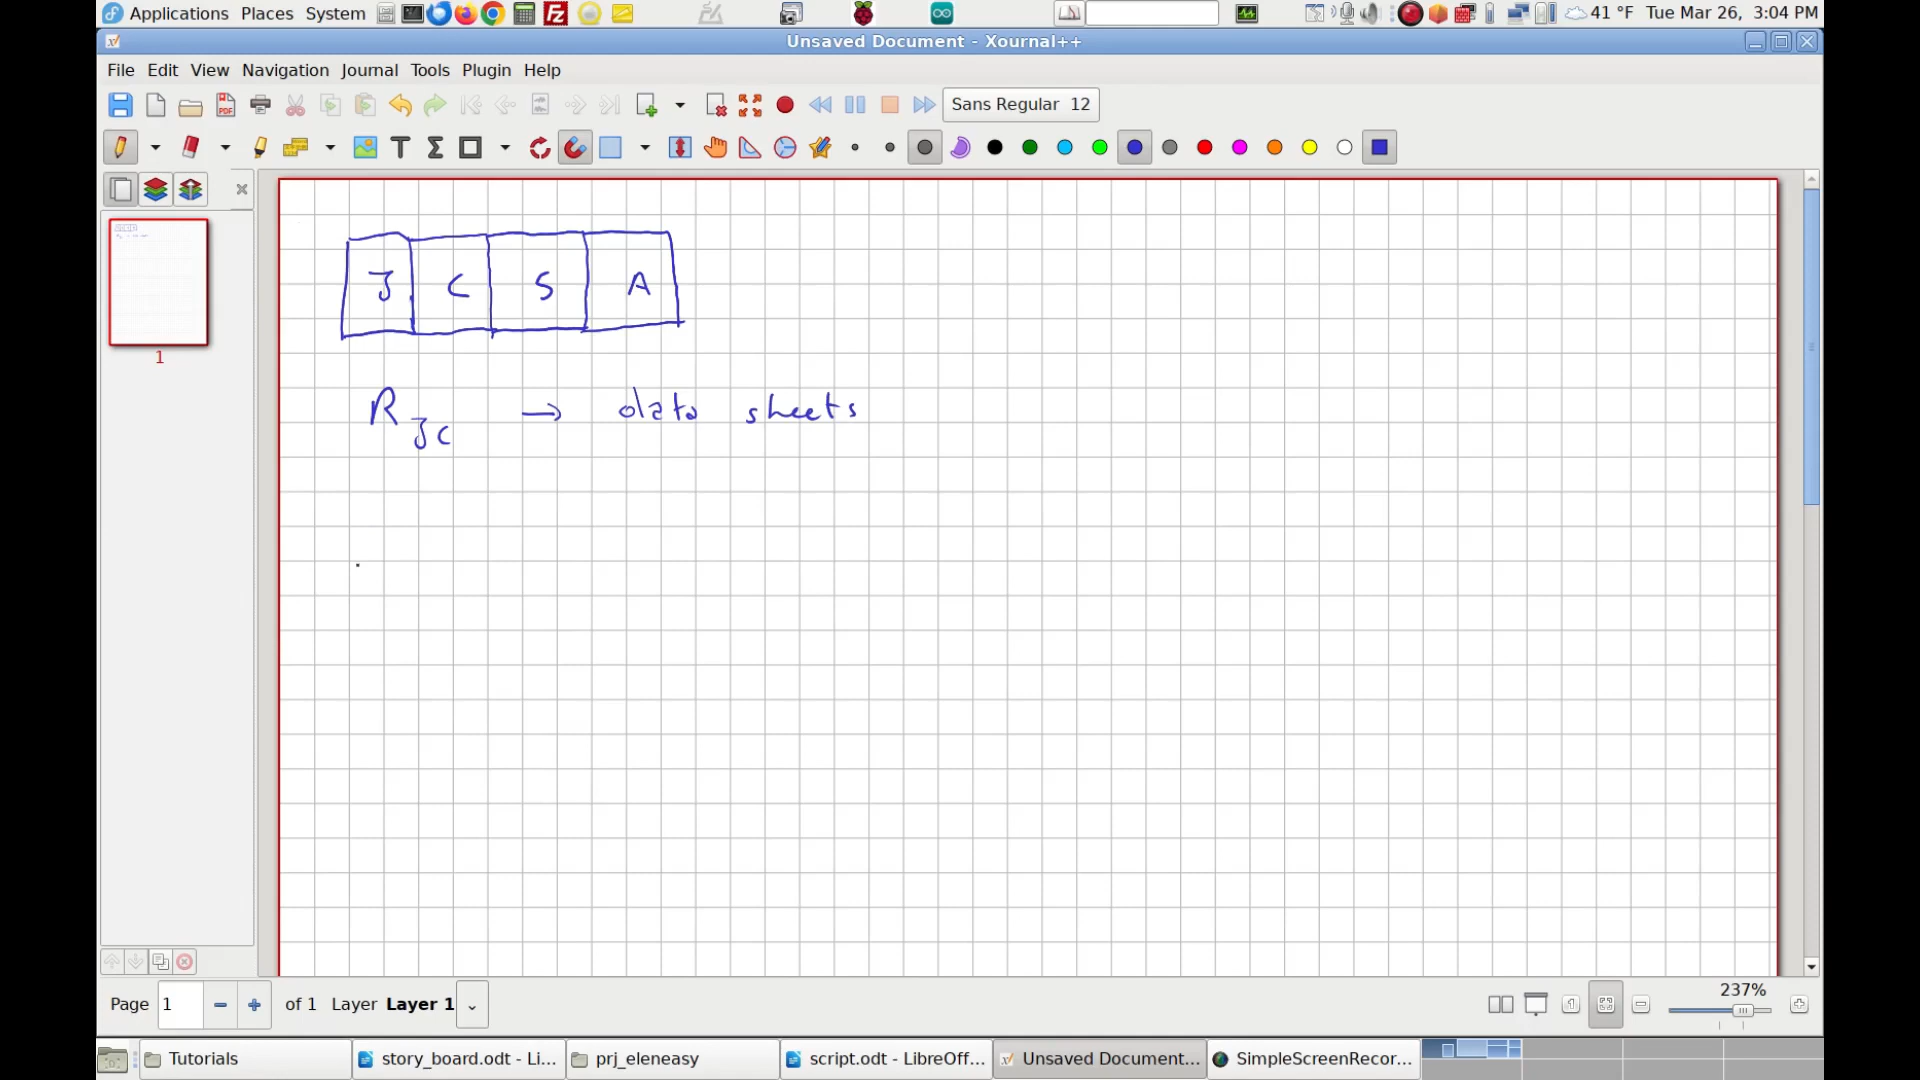 Applications Places System 41 °F Tue Mar 26, 3:04 PM
Unsaved Document - Xournal++
File Edit View Navigation Journal Tools Plugin Help
Sans Regular 12
J C S A
R JC → data sheets
1
Page 1 of 1 Layer Layer 1
237%
Tutorials story_board.odt - Li... prj_eleneasy script.odt - LibreOff... Unsaved Document... SimpleScreenRecor...